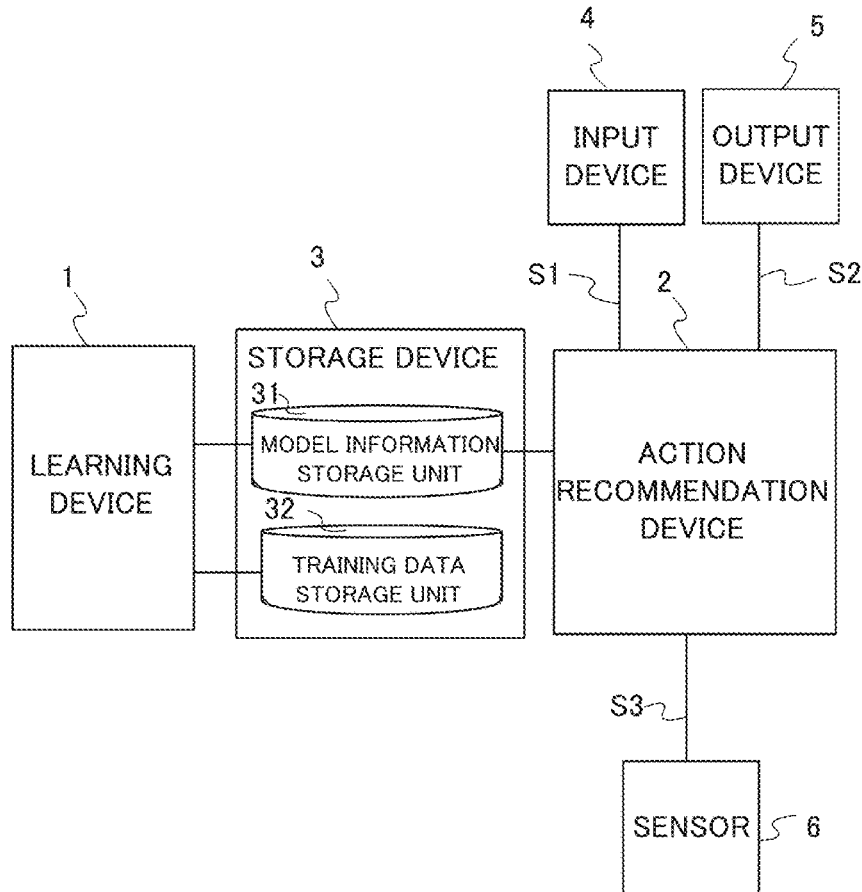 4
5
INPUT
DEVICE
OUTPUT
DEVICE
S1
S2
1
3
2
LEARNING
DEVICE
STORAGE DEVICE
31
MODEL INFORMATION
STORAGE UNIT
32
TRAINING DATA
STORAGE UNIT
ACTION
RECOMMENDATION
DEVICE
S3
SENSOR
6